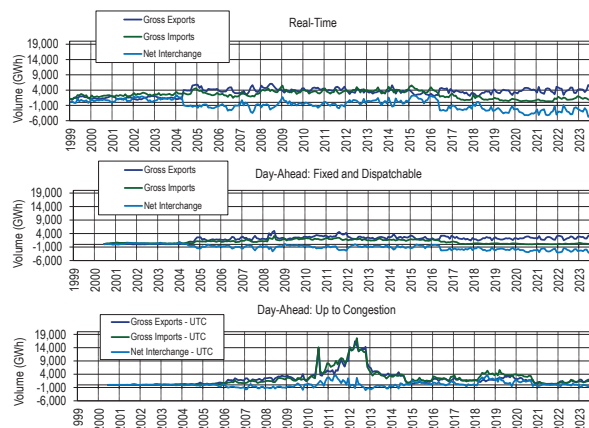 Real-Time
Gross Exports
Gross Imports
Net Interchange
Volume (GWh)
19,000
14,000
9,000
4,000
-1,000
-6,000
1999 2000 2001 2002 2003 2004 2005 2006 2007 2008 2009 2010 2011 2012 2013 2014 2015 2016 2017 2018 2019 2020 2021 2022 2023
Day-Ahead: Fixed and Dispatchable
Gross Exports
Gross Imports
Net Interchange
Volume (GWh)
19,000
14,000
9,000
4,000
-1,000
-6,000
1999 2000 2001 2002 2003 2004 2005 2006 2007 2008 2009 2010 2011 2012 2013 2014 2015 2016 2017 2018 2019 2020 2021 2022 2023
Day-Ahead: Up to Congestion
Gross Exports - UTC
Gross Imports - UTC
Net Interchange - UTC
Volume (GWh)
19,000
14,000
9,000
4,000
-1,000
-6,000
999 2000 2001 2002 2003 2004 2005 2006 2007 2008 2009 2010 2011 2012 2013 2014 2015 2016 2017 2018 2019 2020 2021 2022 2023